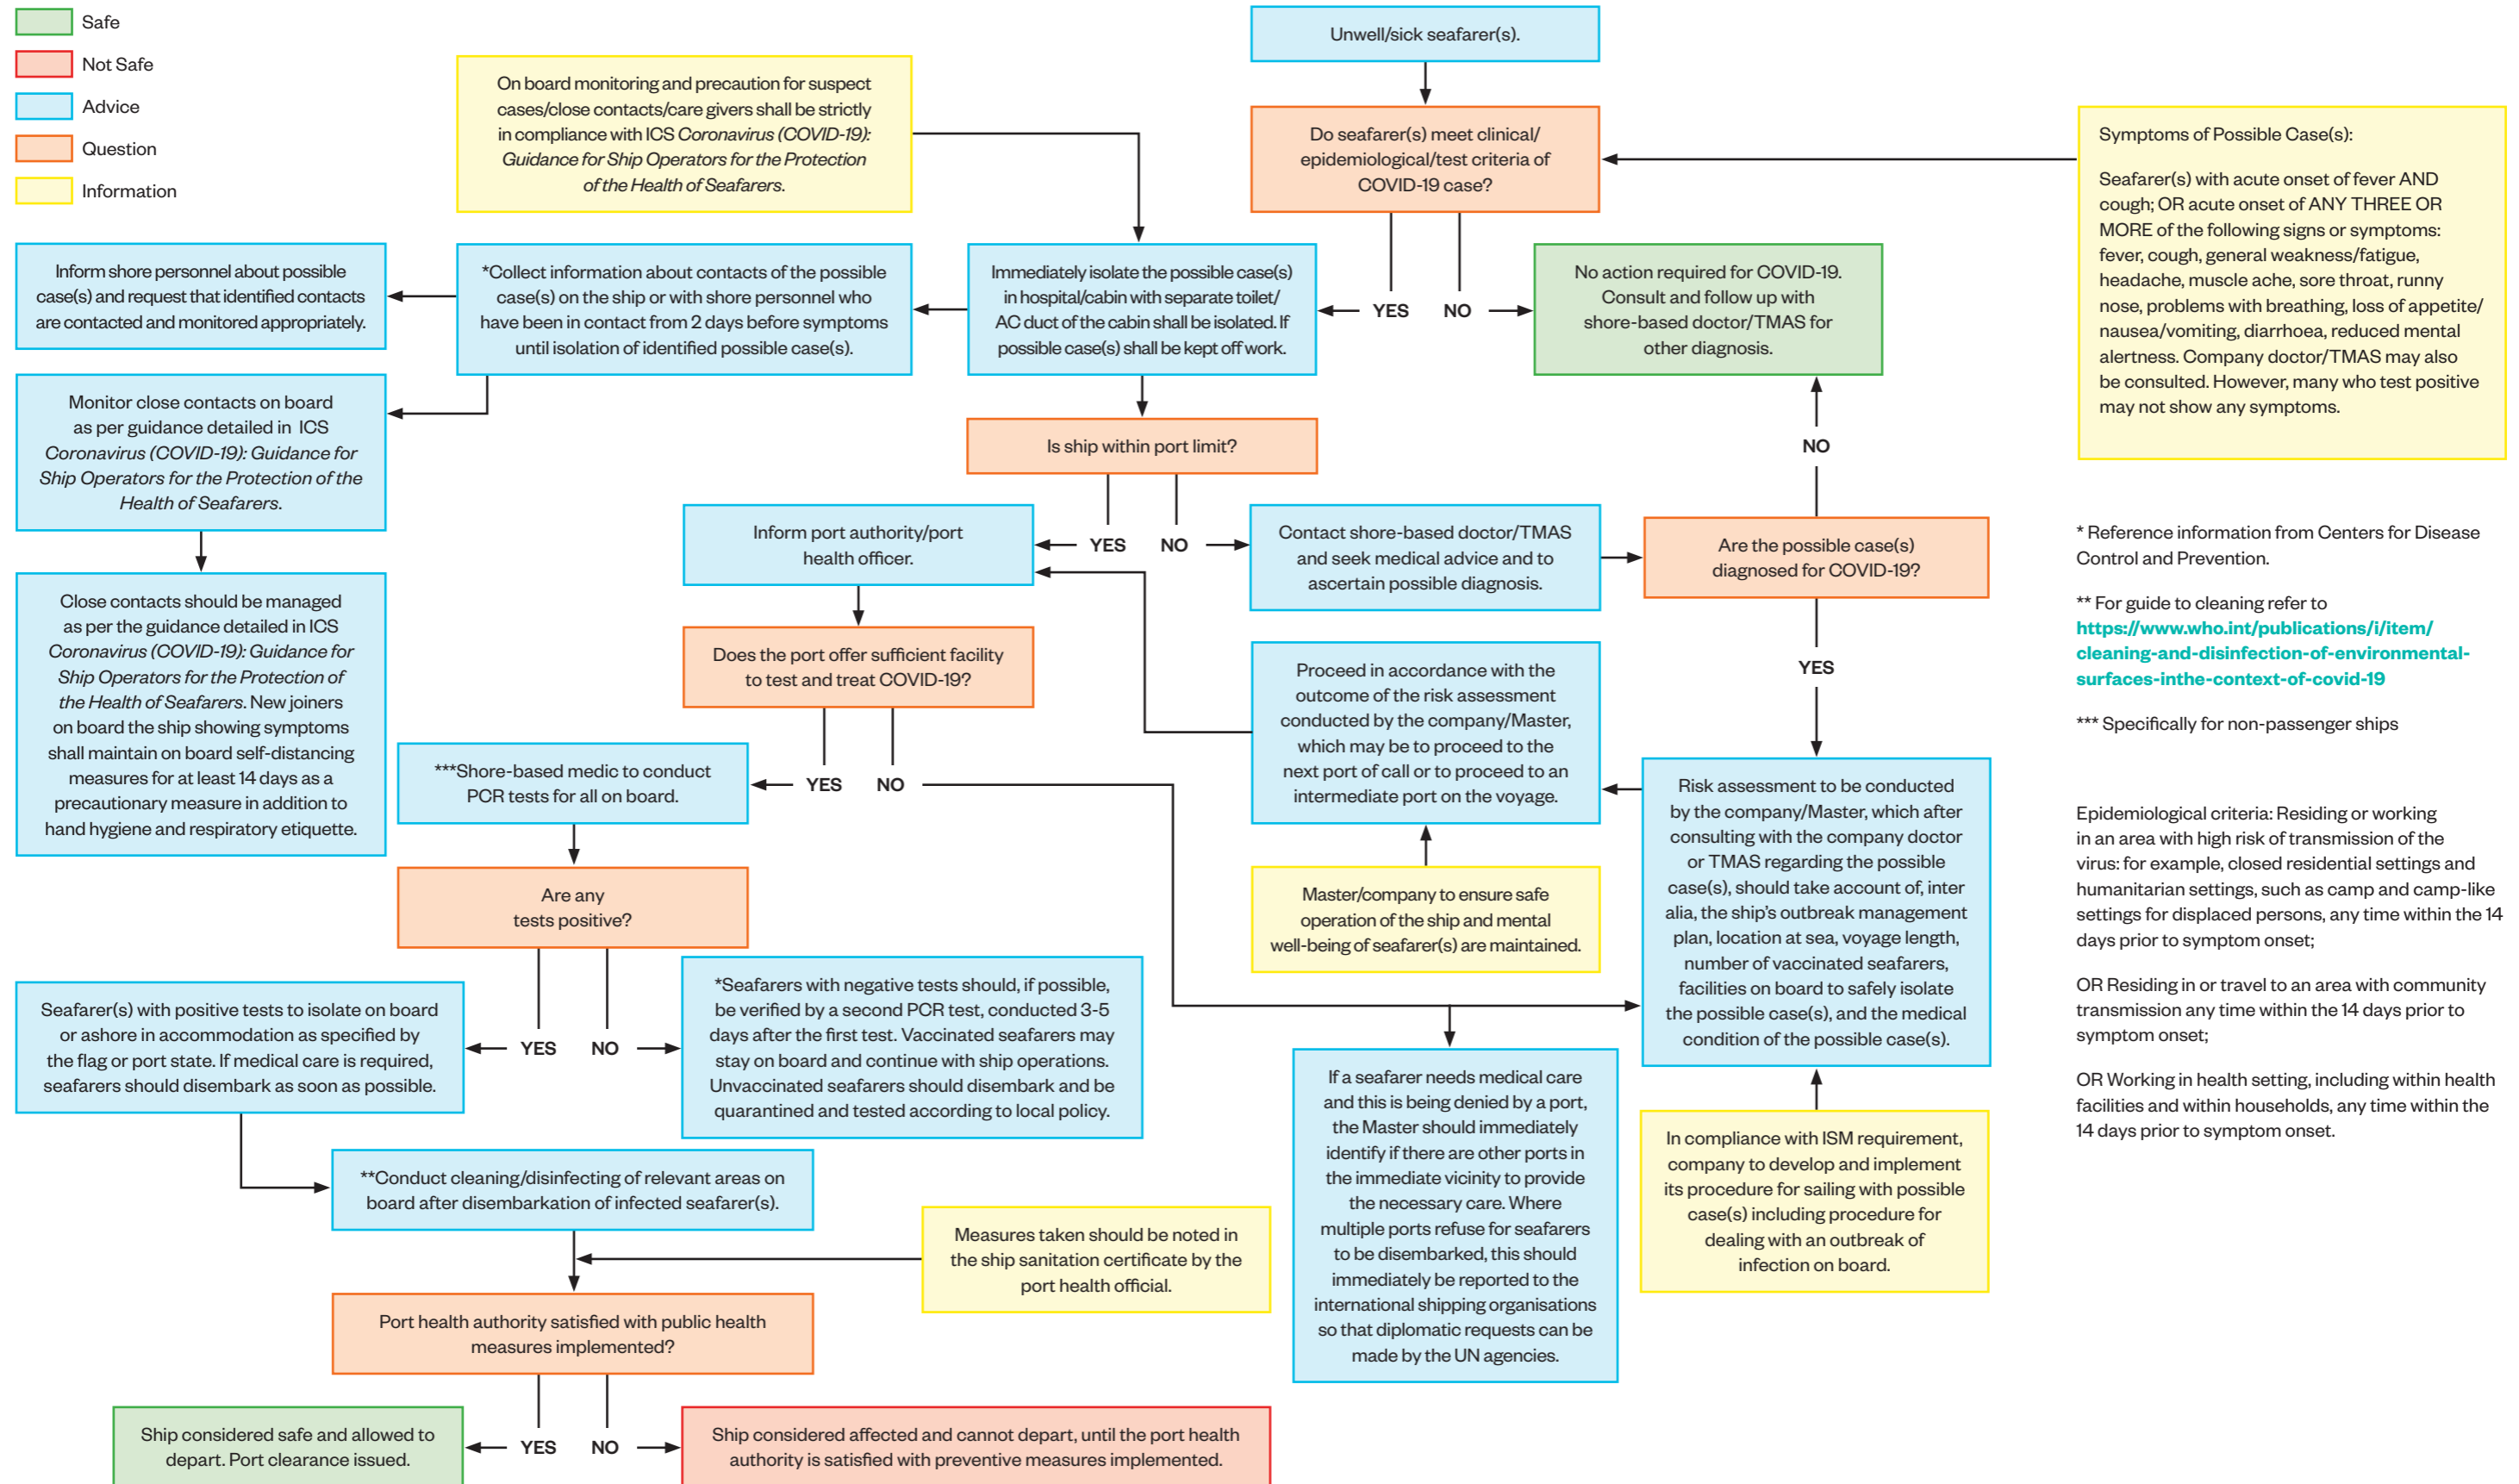 Safe
Not Safe
Advice
Question
Information
Unwell/sick seafarer(s).
On board monitoring and precaution for suspect
cases/close contacts/care givers shall be strictly
in compliance with ICS Coronavirus (COVID-19):
Guidance for Ship Operators for the Protection
of the Health of Seafarers.
Do seafarer(s) meet clinical/
epidemiological/test criteria of
COVID-19 case?
Symptoms of Possible Case(s):
Seafarer(s) with acute onset of fever AND
cough; OR acute onset of ANY THREE OR
MORE of the following signs or symptoms:
fever, cough, general weakness/fatigue,
headache, muscle ache, sore throat, runny
nose, problems with breathing, loss of appetite/
nausea/vomiting, diarrhoea, reduced mental
alertness. Company doctor/TMAS may also
be consulted. However, many who test positive
may not show any symptoms.
Inform shore personnel about possible
case(s) and request that identified contacts
are contacted and monitored appropriately.
*Collect information about contacts of the possible
case(s) on the ship or with shore personnel who
have been in contact from 2 days before symptoms
until isolation of identified possible case(s).
Immediately isolate the possible case(s)
in hospital/cabin with separate toilet/
AC duct of the cabin shall be isolated. If
possible case(s) shall be kept off work.
YES
NO
No action required for COVID-19.
Consult and follow up with
shore-based doctor/TMAS for
other diagnosis.
Monitor close contacts on board
as per guidance detailed in ICS
Coronavirus (COVID-19): Guidance for
Ship Operators for the Protection of the
Health of Seafarers.
Is ship within port limit?
NO
Inform port authority/port
health officer.
YES
NO
Contact shore-based doctor/TMAS
and seek medical advice and to
ascertain possible diagnosis.
Are the possible case(s)
diagnosed for COVID-19?
* Reference information from Centers for Disease
Control and Prevention.
** For guide to cleaning refer to
https://www.who.int/publications/i/item/
cleaning-and-disinfection-of-environmental-
surfaces-inthe-context-of-covid-19
*** Specifically for non-passenger ships
Close contacts should be managed
as per the guidance detailed in ICS
Coronavirus (COVID-19): Guidance for
Ship Operators for the Protection of
the Health of Seafarers. New joiners
on board the ship showing symptoms
shall maintain on board self-distancing
measures for at least 14 days as a
precautionary measure in addition to
hand hygiene and respiratory etiquette.
Does the port offer sufficient facility
to test and treat COVID-19?
Proceed in accordance with the
outcome of the risk assessment
conducted by the company/Master,
which may be to proceed to the
next port of call or to proceed to an
intermediate port on the voyage.
YES
***Shore-based medic to conduct
PCR tests for all on board.
YES
NO
Risk assessment to be conducted
by the company/Master, which after
consulting with the company doctor
or TMAS regarding the possible
case(s), should take account of, inter
alia, the ship's outbreak management
plan, location at sea, voyage length,
number of vaccinated seafarers,
facilities on board to safely isolate
the possible case(s), and the medical
condition of the possible case(s).
Epidemiological criteria: Residing or working
in an area with high risk of transmission of the
virus: for example, closed residential settings and
humanitarian settings, such as camp and camp-like
settings for displaced persons, any time within the 14
days prior to symptom onset;
OR Residing in or travel to an area with community
transmission any time within the 14 days prior to
symptom onset;
OR Working in health setting, including within health
facilities and within households, any time within the
14 days prior to symptom onset.
Are any
tests positive?
Master/company to ensure safe
operation of the ship and mental
well-being of seafarer(s) are maintained.
Seafarer(s) with positive tests to isolate on board
or ashore in accommodation as specified by
the flag or port state. If medical care is required,
seafarers should disembark as soon as possible.
YES
NO
*Seafarers with negative tests should, if possible,
be verified by a second PCR test, conducted 3-5
days after the first test. Vaccinated seafarers may
stay on board and continue with ship operations.
Unvaccinated seafarers should disembark and be
quarantined and tested according to local policy.
If a seafarer needs medical care
and this is being denied by a port,
the Master should immediately
identify if there are other ports in
the immediate vicinity to provide
the necessary care. Where
multiple ports refuse for seafarers
to be disembarked, this should
immediately be reported to the
international shipping organisations
so that diplomatic requests can be
made by the UN agencies.
In compliance with ISM requirement,
company to develop and implement
its procedure for sailing with possible
case(s) including procedure for
dealing with an outbreak of
infection on board.
**Conduct cleaning/disinfecting of relevant areas on
board after disembarkation of infected seafarer(s).
Measures taken should be noted in
the ship sanitation certificate by the
port health official.
Port health authority satisfied with public health
measures implemented?
Ship considered safe and allowed to
depart. Port clearance issued.
YES
NO
Ship considered affected and cannot depart, until the port health
authority is satisfied with preventive measures implemented.